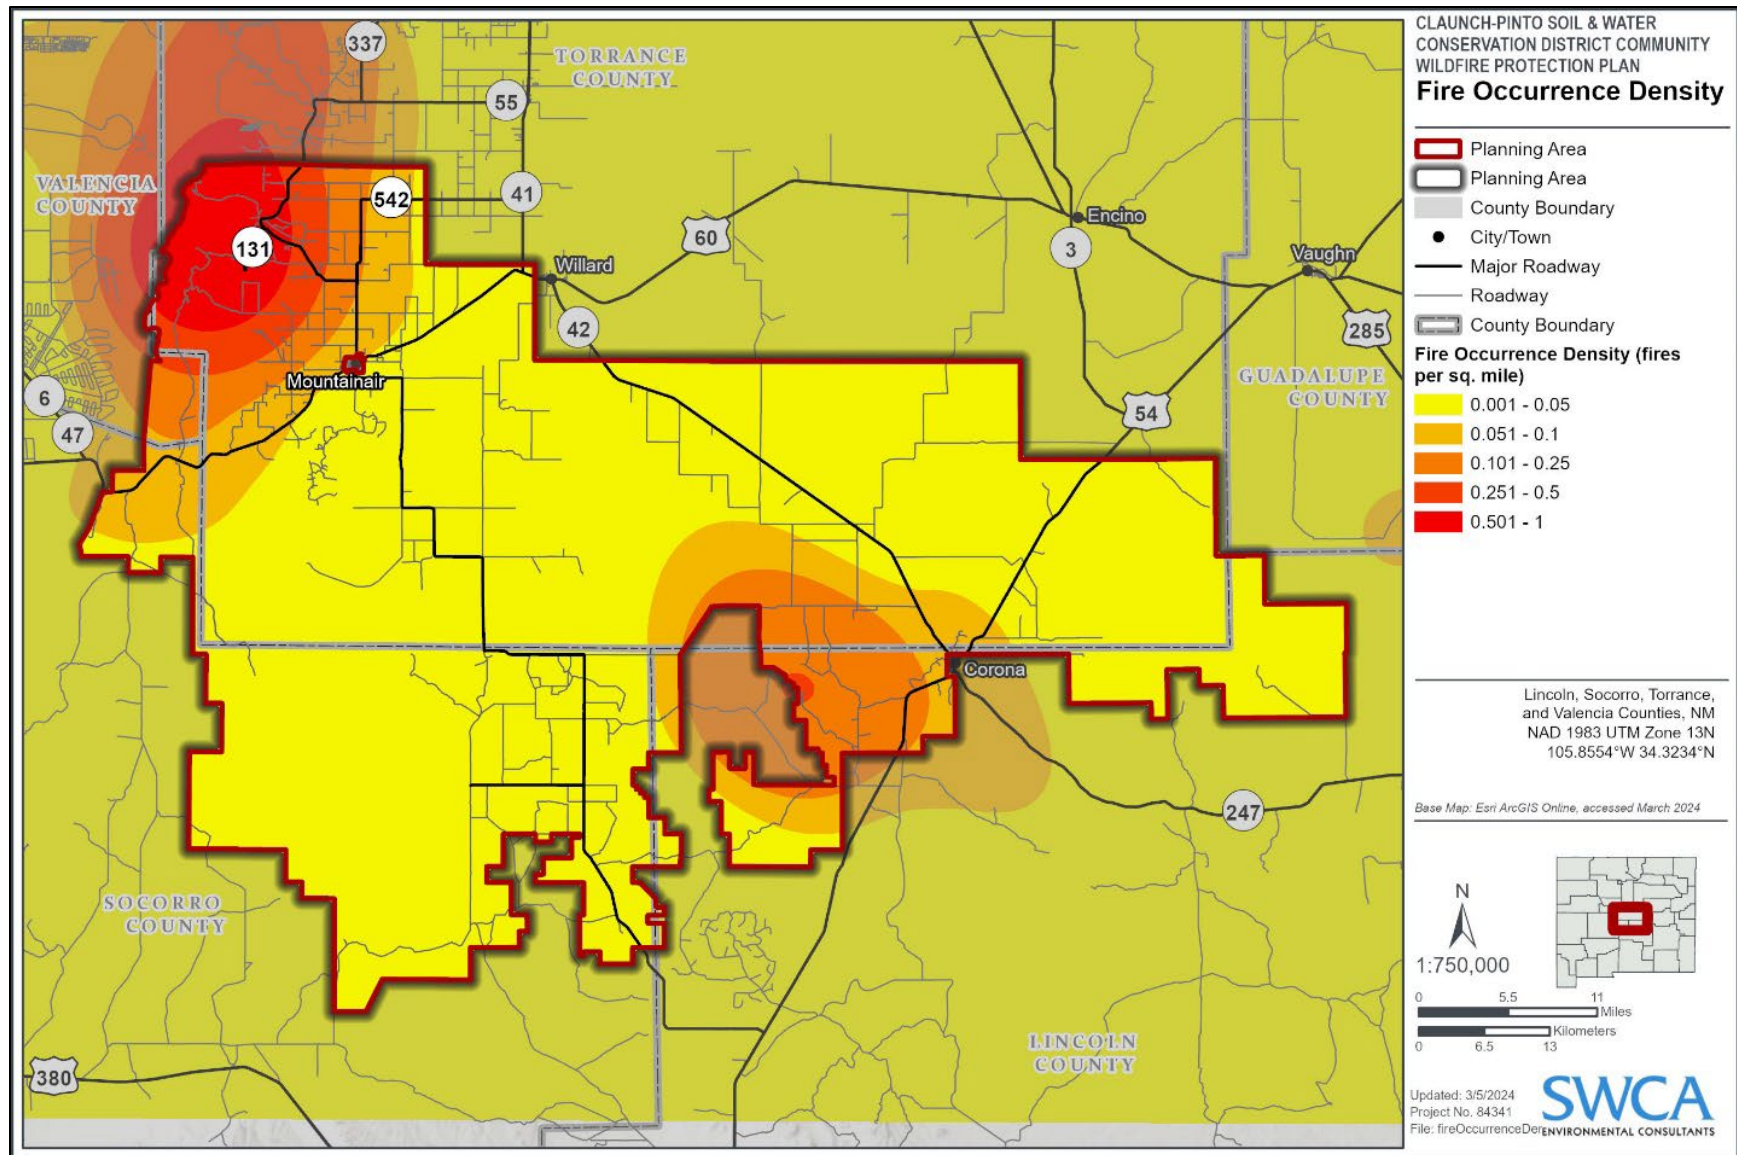 CLAUNCH-PINTO SOIL & WATER
CONSERVATION DISTRICT COMMUNITY
WILDFIRE PROTECTION PLAN
Fire Occurrence Density
Planning Area
Planning Area
County Boundary
City/Town
Major Roadway
Roadway
County Boundary
Fire Occurrence Density (fires
per sq. mile)
0.001 - 0.05
0.051 - 0.1
0.101 - 0.25
0.251 - 0.5
0.501 - 1
Lincoln, Socorro, Torrance,
and Valencia Counties, NM
NAD 1983 UTM Zone 13N
105.8554°W 34.3234°N
Base Map: Esri ArcGIS Online, accessed March 2024
N
1:750,000
0 5.5 11
Miles
Kilometers
0 6.5 13
Updated: 3/5/2024
Project No. 84341
File: fireOccurrenceDen
SWCA
ENVIRONMENTAL CONSULTANTS
337
TORRANCE
COUNTY
55
VALENCIA
COUNTY
542
41
131
60
Encino
3
Vaughn
Willard
42
285
Mountainair
GUADALUPE
COUNTY
6
47
54
Corona
247
SOCORRO
COUNTY
LINCOLN
COUNTY
380